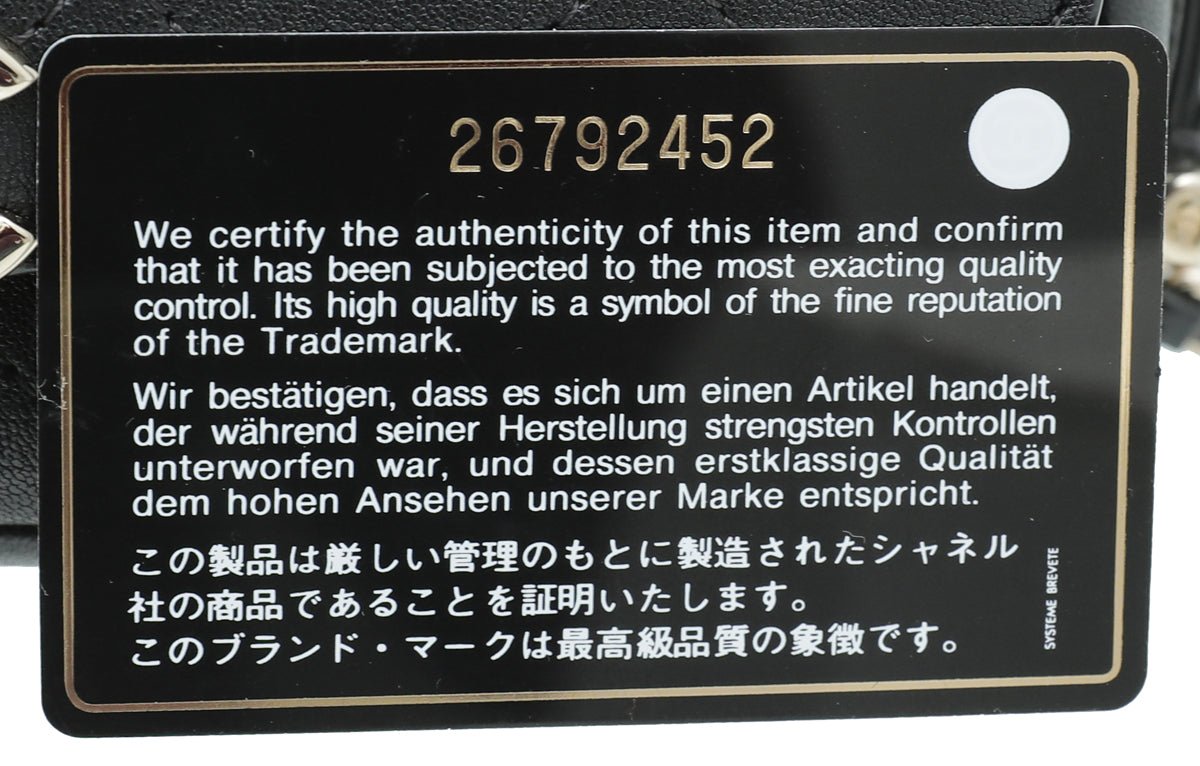 26792452
We certify the authenticity of this item and confirm
that it has been subjected to the most exacting quality
control. Its high quality is a symbol of the fine reputation
of the Trademark.
Wir bestätigen, dass es sich um einen Artikel handelt,
der während seiner Herstellung strengsten Kontrollen
unterworfen war, und dessen erstklassige Qualität
dem hohen Ansehen unserer Marke entspricht.
この製品は厳しい管理のもとに製造されたシャネル
社の商品であることを証明いたします。
このブランド・マークは最高級品質の象徴です。
SYSTEME BREVETE